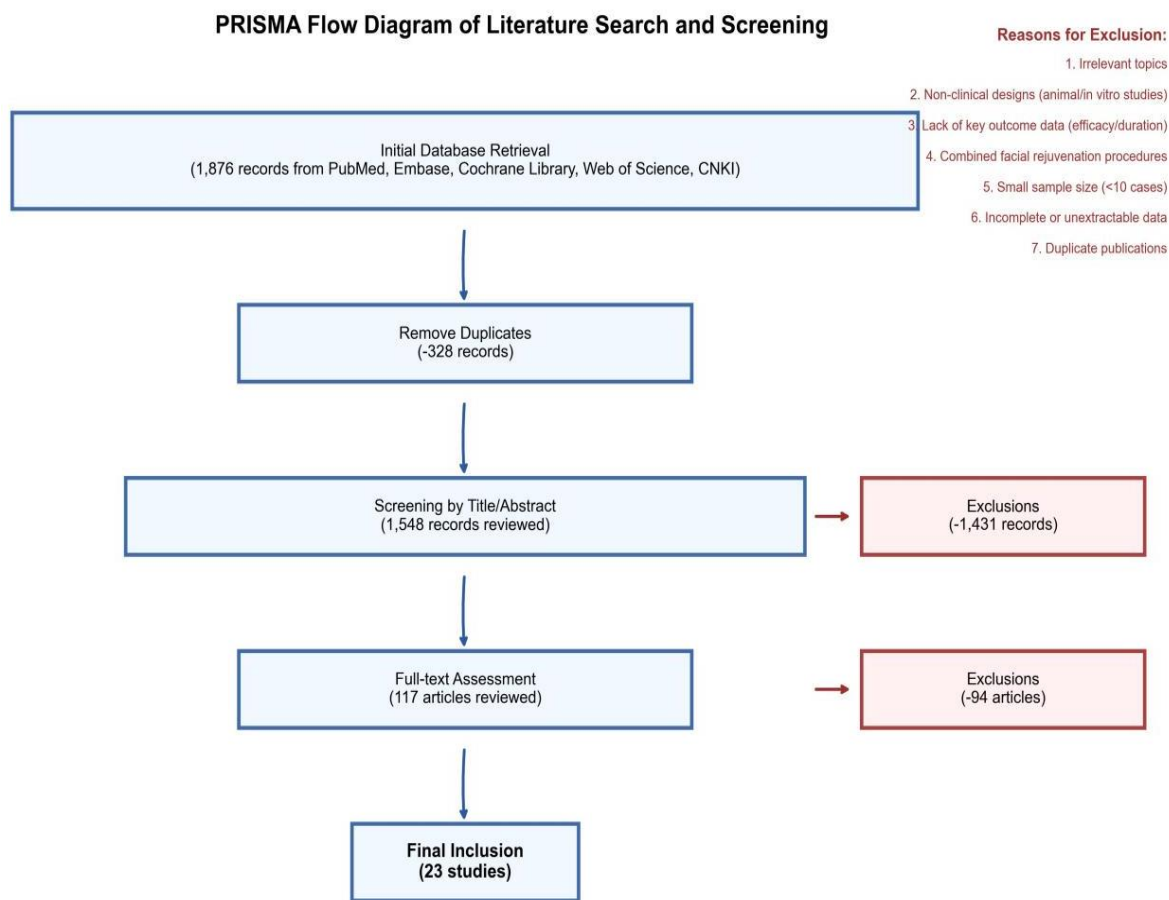 PRISMA Flow Diagram of Literature Search and Screening
Reasons for Exclusion:
1. Irrelevant topics
2. Non-clinical designs (animal/in vitro studies)
3. Lack of key outcome data (efficacy/duration)
4. Combined facial rejuvenation procedures
5. Small sample size (<10 cases)
6. Incomplete or unextractable data
7. Duplicate publications
Initial Database Retrieval
(1,876 records from PubMed, Embase, Cochrane Library, Web of Science, CNKI)
Remove Duplicates
(-328 records)
Screening by Title/Abstract
(1,548 records reviewed)
Exclusions
(-1,431 records)
Full-text Assessment
(117 articles reviewed)
Exclusions
(-94 articles)
Final Inclusion
(23 studies)